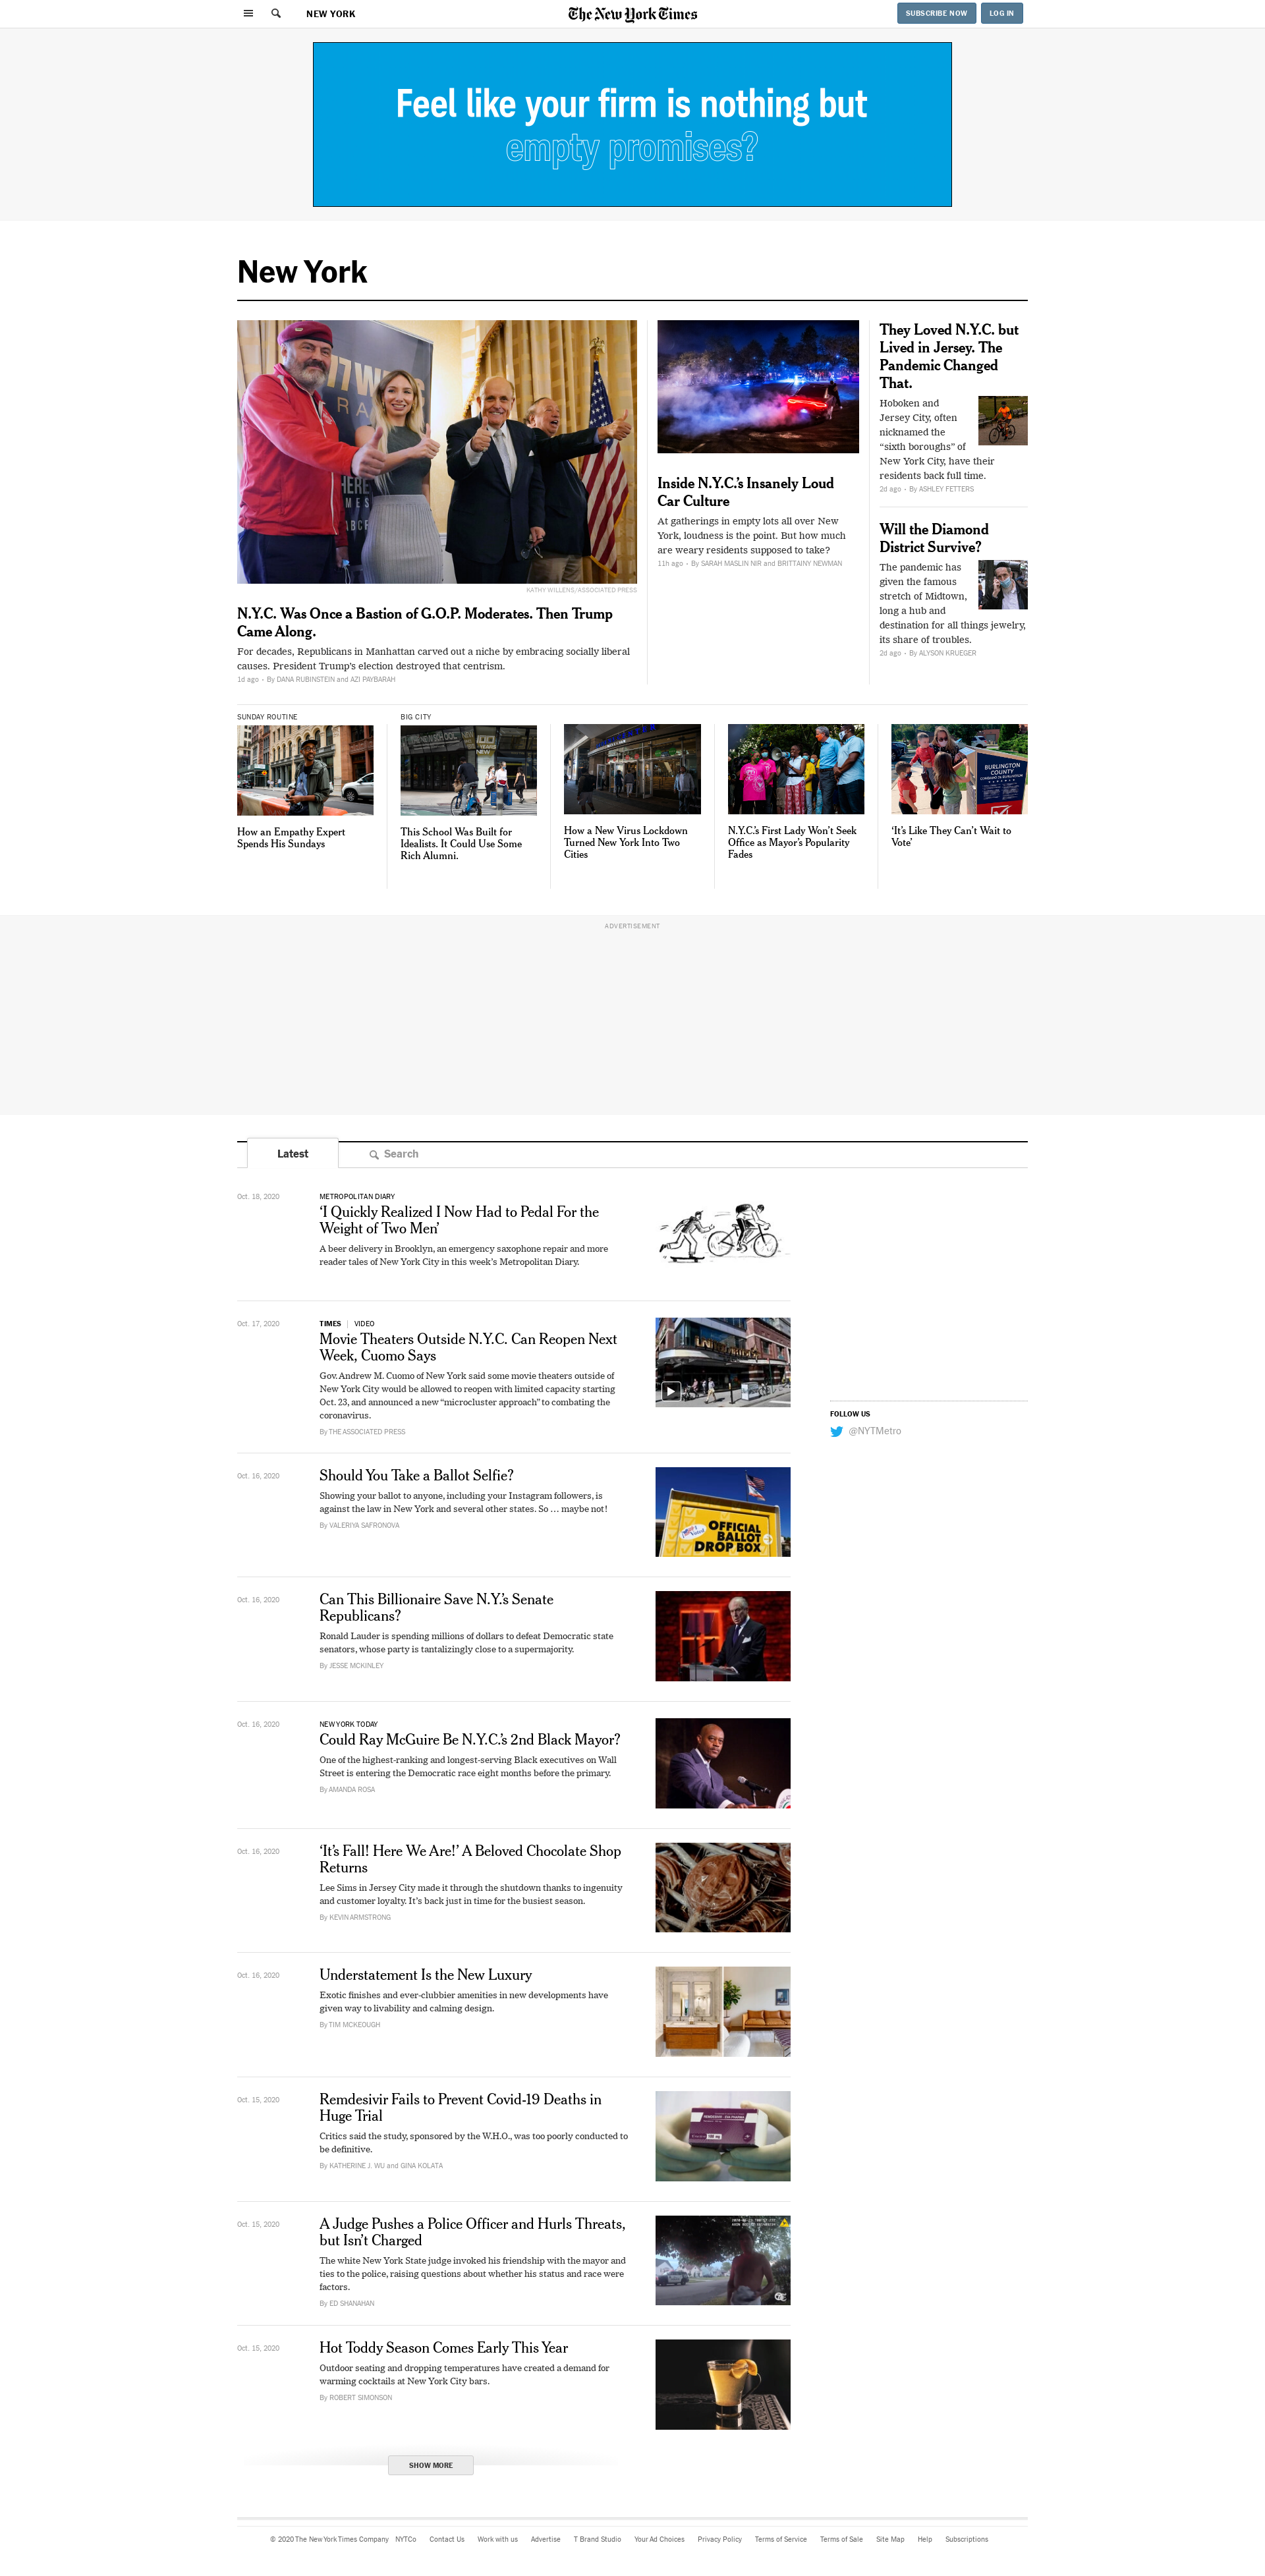 NEW YORK
The New York Times
SUBSCRIBE NOW
LOG IN
Feel like your firm is nothing but
empty promises?
New York
KATHY WILLENS/ASSOCIATED PRESS
N.Y.C. Was Once a Bastion of G.O.P. Moderates. Then Trump
Came Along.
For decades, Republicans in Manhattan carved out a niche by embracing socially liberal
causes. President Trump's election destroyed that centrism.
1d ago • By DANA RUBINSTEIN and AZI PAYBARAH
Inside N.Y.C.'s Insanely Loud
Car Culture
At gatherings in empty lots all over New
York, loudness is the point. But how much
are weary residents supposed to take?
11h ago • By SARAH MASLIN NIR and BRITTAINY NEWMAN
They Loved N.Y.C. but
Lived in Jersey. The
Pandemic Changed
That.
Hoboken and
Jersey City, often
nicknamed the
“sixth boroughs” of
New York City, have their
residents back full time.
2d ago • By ASHLEY FETTERS
Will the Diamond
District Survive?
The pandemic has
given the famous
stretch of Midtown,
long a hub and
destination for all things jewelry,
its share of troubles.
2d ago • By ALYSON KRUEGER
SUNDAY ROUTINE
How an Empathy Expert
Spends His Sundays
BIG CITY
This School Was Built for
Idealists. It Could Use Some
Rich Alumni.
How a New Virus Lockdown
Turned New York Into Two
Cities
N.Y.C.'s First Lady Won't Seek
Office as Mayor's Popularity
Fades
BURLINGTON
COUNTY
‘It's Like They Can't Wait to
Vote’
ADVERTISEMENT
Latest
Search
Oct. 18, 2020
METROPOLITAN DIARY
‘I Quickly Realized I Now Had to Pedal For the
Weight of Two Men’
A beer delivery in Brooklyn, an emergency saxophone repair and more
reader tales of New York City in this week's Metropolitan Diary.
Oct. 17, 2020
TIMES | VIDEO
Movie Theaters Outside N.Y.C. Can Reopen Next
Week, Cuomo Says
Gov. Andrew M. Cuomo of New York said some movie theaters outside of
New York City would be allowed to reopen with limited capacity starting
Oct. 23, and announced a new “microcluster approach” to combating the
coronavirus.
By THE ASSOCIATED PRESS
FOLLOW US
@NYTMetro
Oct. 16, 2020
Should You Take a Ballot Selfie?
Showing your ballot to anyone, including your Instagram followers, is
against the law in New York and several other states. So … maybe not!
By VALERIYA SAFRONOVA
OFFICIAL
BALLOT
DROP BOX
Oct. 16, 2020
Can This Billionaire Save N.Y.'s Senate
Republicans?
Ronald Lauder is spending millions of dollars to defeat Democratic state
senators, whose party is tantalizingly close to a supermajority.
By JESSE MCKINLEY
Oct. 16, 2020
NEW YORK TODAY
Could Ray McGuire Be N.Y.C.'s 2nd Black Mayor?
One of the highest-ranking and longest-serving Black executives on Wall
Street is entering the Democratic race eight months before the primary.
By AMANDA ROSA
Oct. 16, 2020
‘It's Fall! Here We Are!’ A Beloved Chocolate Shop
Returns
Lee Sims in Jersey City made it through the shutdown thanks to ingenuity
and customer loyalty. It's back just in time for the busiest season.
By KEVIN ARMSTRONG
Oct. 16, 2020
Understatement Is the New Luxury
Exotic finishes and ever-clubbier amenities in new developments have
given way to livability and calming design.
By TIM MCKEOUGH
Oct. 15, 2020
Remdesivir Fails to Prevent Covid-19 Deaths in
Huge Trial
Critics said the study, sponsored by the W.H.O., was too poorly conducted to
be definitive.
By KATHERINE J. WU and GINA KOLATA
Oct. 15, 2020
A Judge Pushes a Police Officer and Hurls Threats,
but Isn't Charged
The white New York State judge invoked his friendship with the mayor and
ties to the police, raising questions about whether his status and race were
factors.
By ED SHANAHAN
Oct. 15, 2020
Hot Toddy Season Comes Early This Year
Outdoor seating and dropping temperatures have created a demand for
warming cocktails at New York City bars.
By ROBERT SIMONSON
SHOW MORE
© 2020 The New York Times Company NYTCo Contact Us Work with us Advertise T Brand Studio Your Ad Choices Privacy Policy Terms of Service Terms of Sale Site Map Help Subscriptions